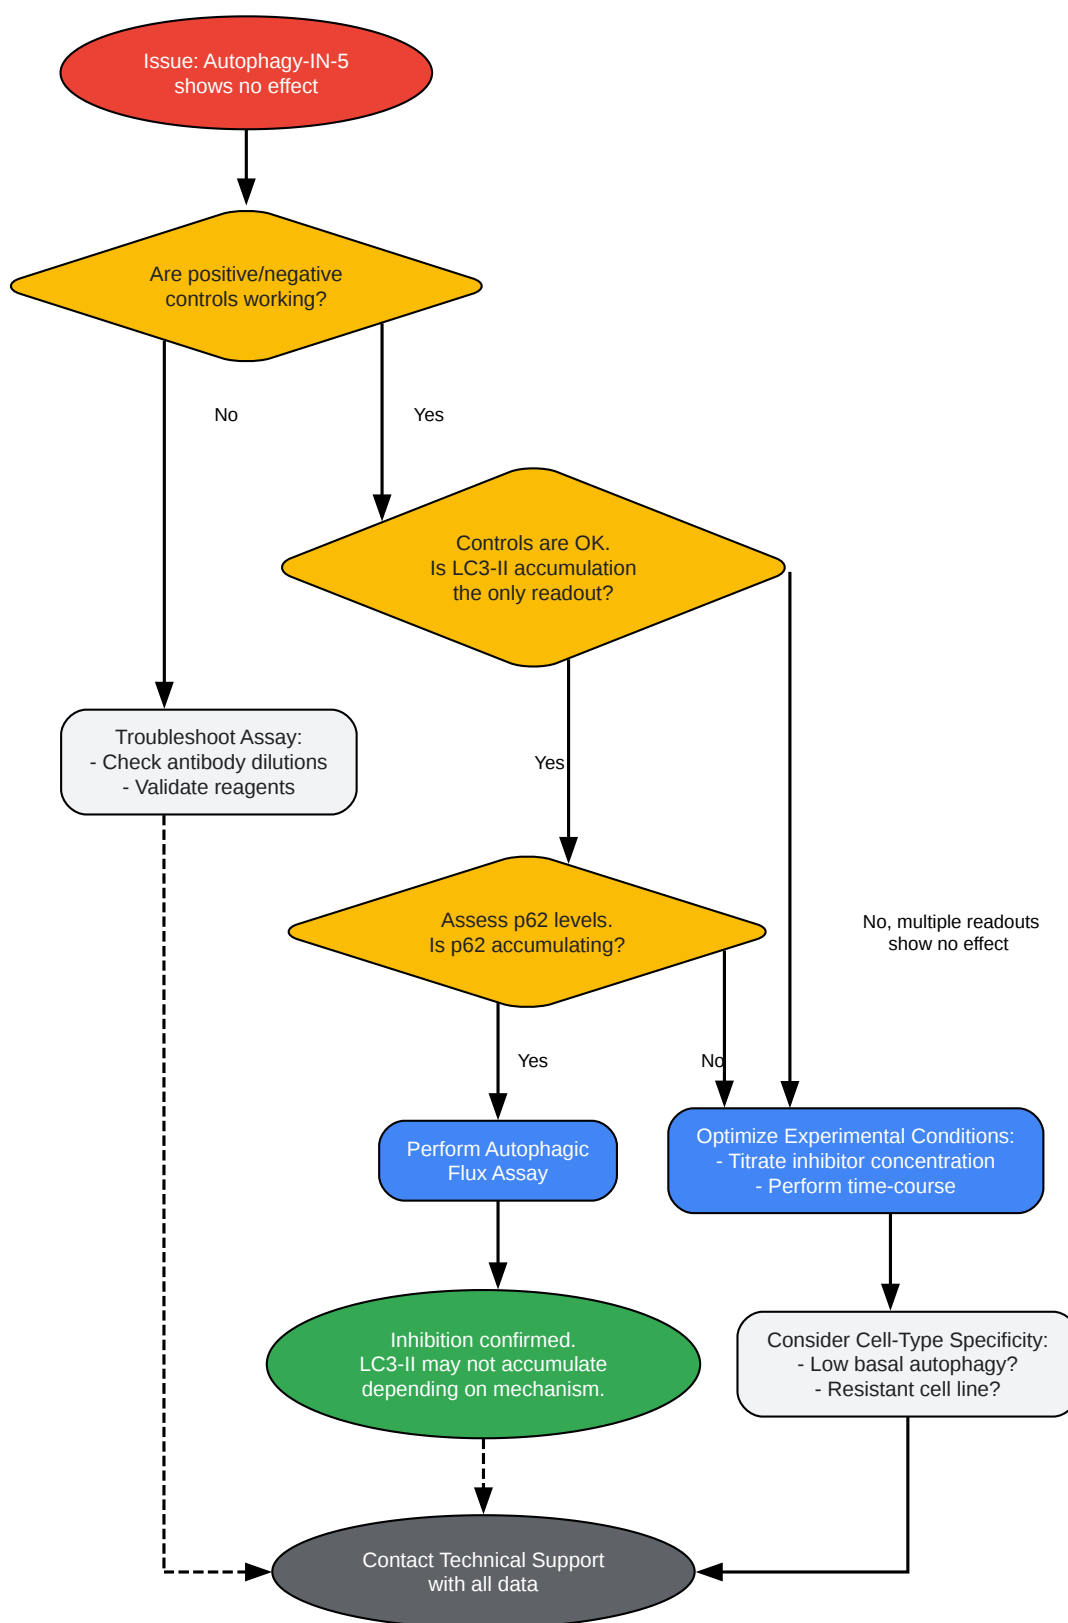 Issue: Autophagy-IN-5
shows no effect
Are positive/negative
controls working?
No
Yes
Controls are OK.
Is LC3-II accumulation
the only readout?
Troubleshoot Assay:
- Check antibody dilutions
- Validate reagents
Yes
Assess p62 levels.
Is p62 accumulating?
No, multiple readouts
show no effect
Yes
No
Perform Autophagic
Flux Assay
Optimize Experimental Conditions:
- Titrate inhibitor concentration
- Perform time-course
Inhibition confirmed.
LC3-II may not accumulate
depending on mechanism.
Consider Cell-Type Specificity:
- Low basal autophagy?
- Resistant cell line?
Contact Technical Support
with all data